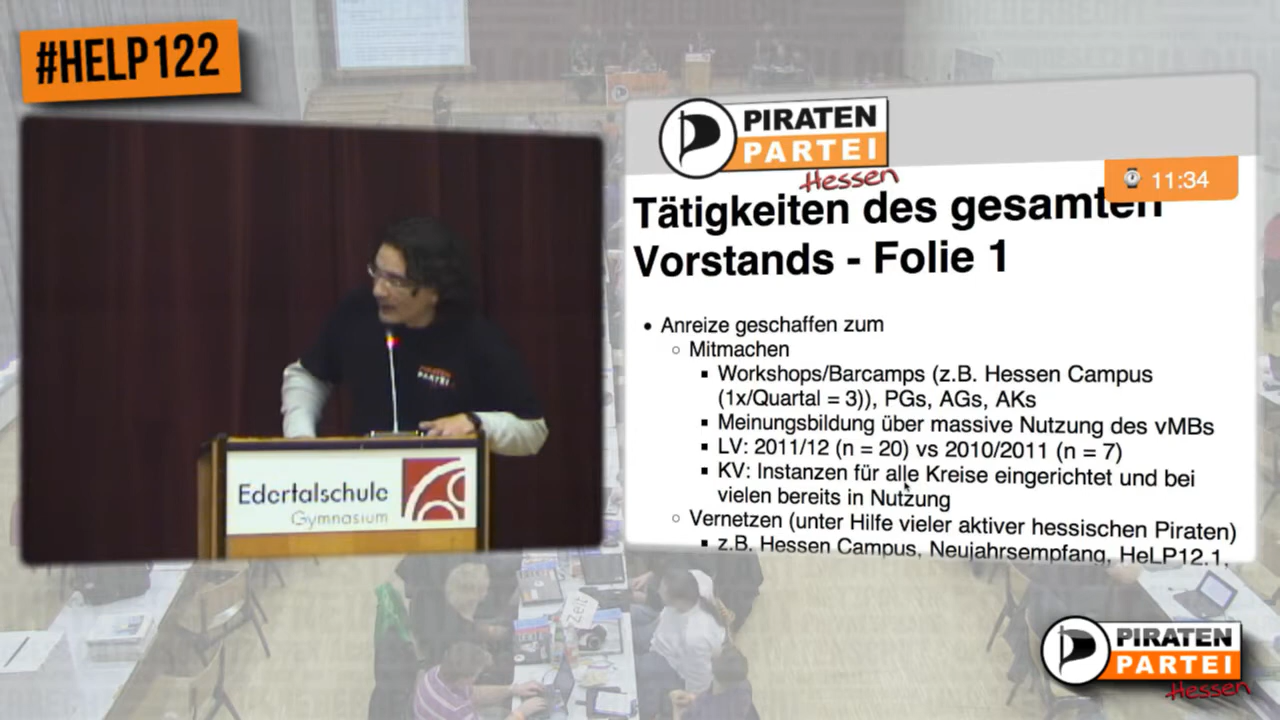 #HELP122
PIRATEN
PARTEI
Hessen
11:34
Tätigkeiten des gesamten
Vorstands - Folie 1
• Anreize geschaffen zum
○ Mitmachen
▪ Workshops/Barcamps (z.B. Hessen Campus
(1x/Quartal = 3)), PGs, AGs, AKs
▪ Meinungsbildung über massive Nutzung des vMBs
▪ LV: 2011/12 (n = 20) vs 2010/2011 (n = 7)
▪ KV: Instanzen für alle Kreise eingerichtet und bei
vielen bereits in Nutzung
○ Vernetzen (unter Hilfe vieler aktiver hessischen Piraten)
▪ z.B. Hessen Campus, Neujahrsempfang, HeLP12.1,
PIRATEN
PARTEI
Edertalschule
Gymnasium
Zeit
PIRATEN
PARTEI
Hessen